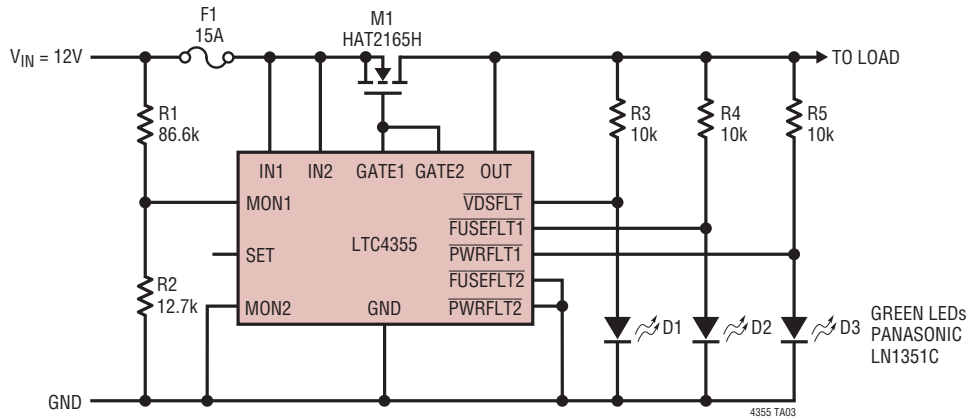 F1
15A
M1
HAT2165H
VIN = 12V
TO LOAD
R1
86.6k
R3
10k
R4
10k
R5
10k
IN1 IN2 GATE1 GATE2 OUT
MON1
VDSFLT
FUSEFLT1
LTC4355
SET
PWRFLT1
FUSEFLT2
R2
12.7k
MON2
GND
PWRFLT2
D1
D2
D3
GREEN LEDs
PANASONIC
LN1351C
GND
4355 TA03